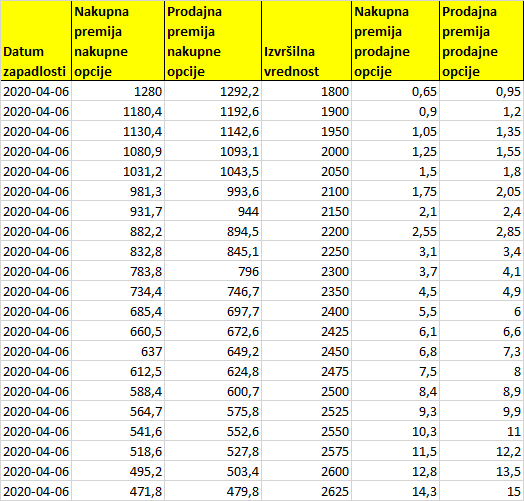 Datum zapadlosti Nakupna premija nakupne opcije Prodajna premija nakupne opcije Izvršilna vrednost Nakupna premija prodajne opcije Prodajna premija prodajne opcije
2020-04-06 1280 1292,2 1800 0,65 0,95
2020-04-06 1180,4 1192,6 1900 0,9 1,2
2020-04-06 1130,4 1142,6 1950 1,05 1,35
2020-04-06 1080,9 1093,1 2000 1,25 1,55
2020-04-06 1031,2 1043,5 2050 1,5 1,8
2020-04-06 981,3 993,6 2100 1,75 2,05
2020-04-06 931,7 944 2150 2,1 2,4
2020-04-06 882,2 894,5 2200 2,55 2,85
2020-04-06 832,8 845,1 2250 3,1 3,4
2020-04-06 783,8 796 2300 3,7 4,1
2020-04-06 734,4 746,7 2350 4,5 4,9
2020-04-06 685,4 697,7 2400 5,5 6
2020-04-06 660,5 672,6 2425 6,1 6,6
2020-04-06 637 649,2 2450 6,8 7,3
2020-04-06 612,5 624,8 2475 7,5 8
2020-04-06 588,4 600,7 2500 8,4 8,9
2020-04-06 564,7 575,8 2525 9,3 9,9
2020-04-06 541,6 552,6 2550 10,3 11
2020-04-06 518,6 527,8 2575 11,5 12,2
2020-04-06 495,2 503,4 2600 12,8 13,5
2020-04-06 471,8 479,8 2625 14,3 15